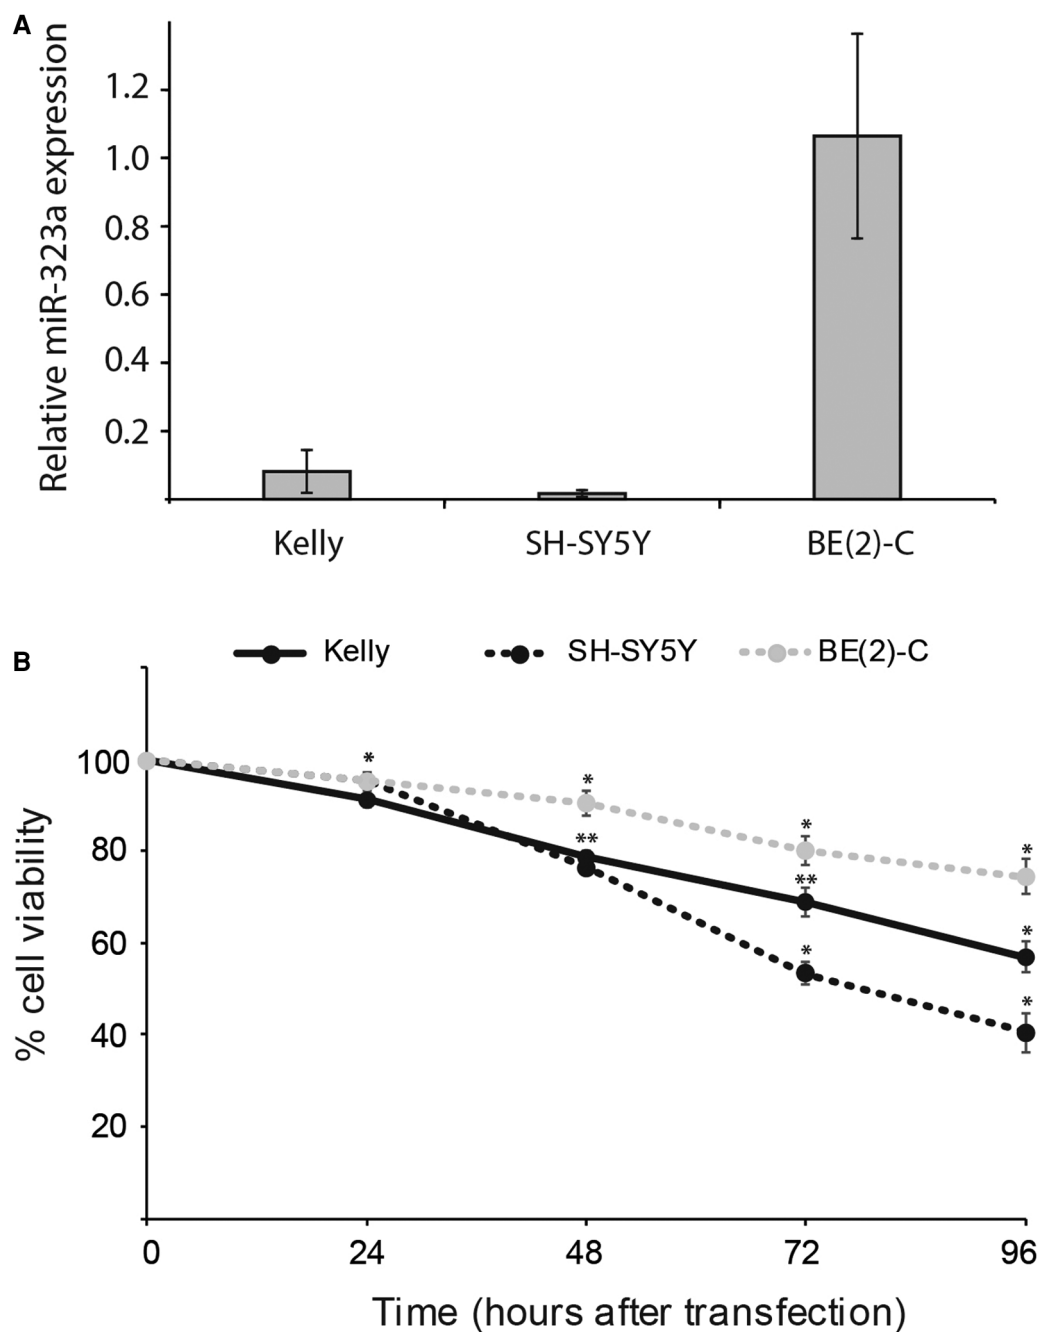 A
Relative miR-323a expression
1.2
1.0
0.8
0.6
0.4
0.2
Kelly SH-SY5Y BE(2)-C
B
Kelly SH-SY5Y BE(2)-C
% cell viability
100
80
60
40
20
*
*
**
*
**
*
*
*
*
0 24 48 72 96
Time (hours after transfection)